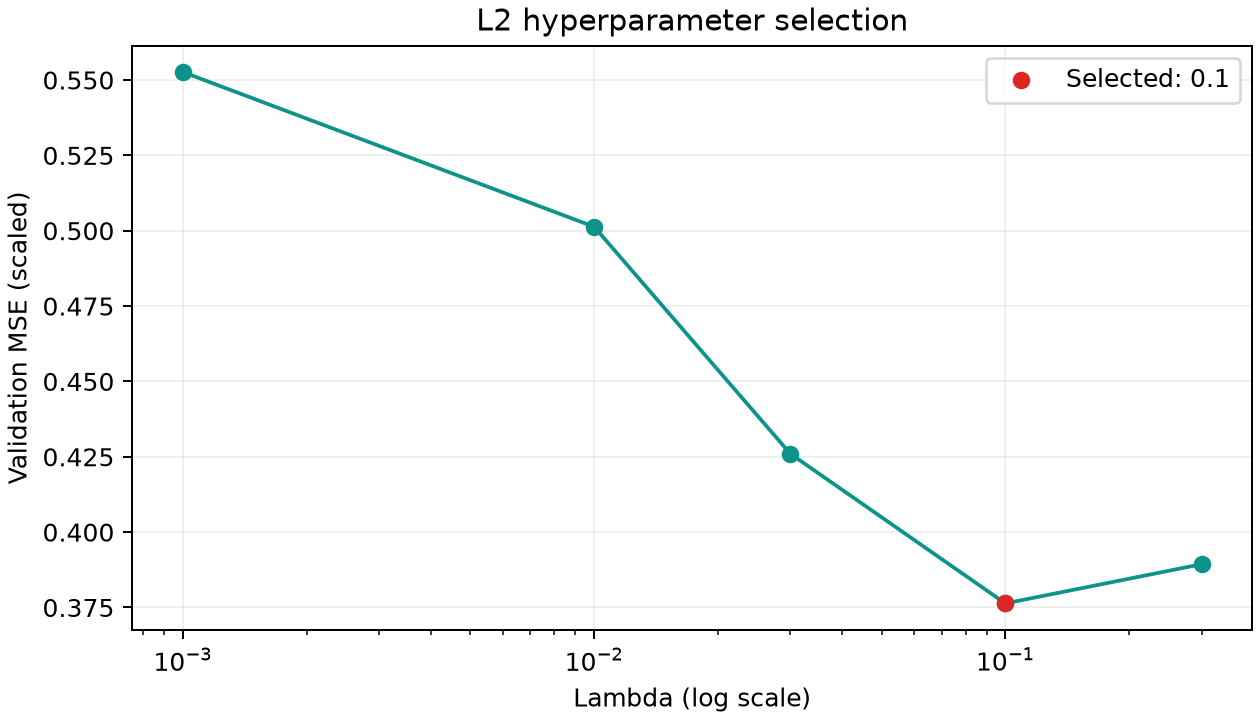 L2 hyperparameter selection
Selected: 0.1
Validation MSE (scaled)
0.550
0.525
0.500
0.475
0.450
0.425
0.400
0.375
10⁻³ 10⁻² 10⁻¹
Lambda (log scale)